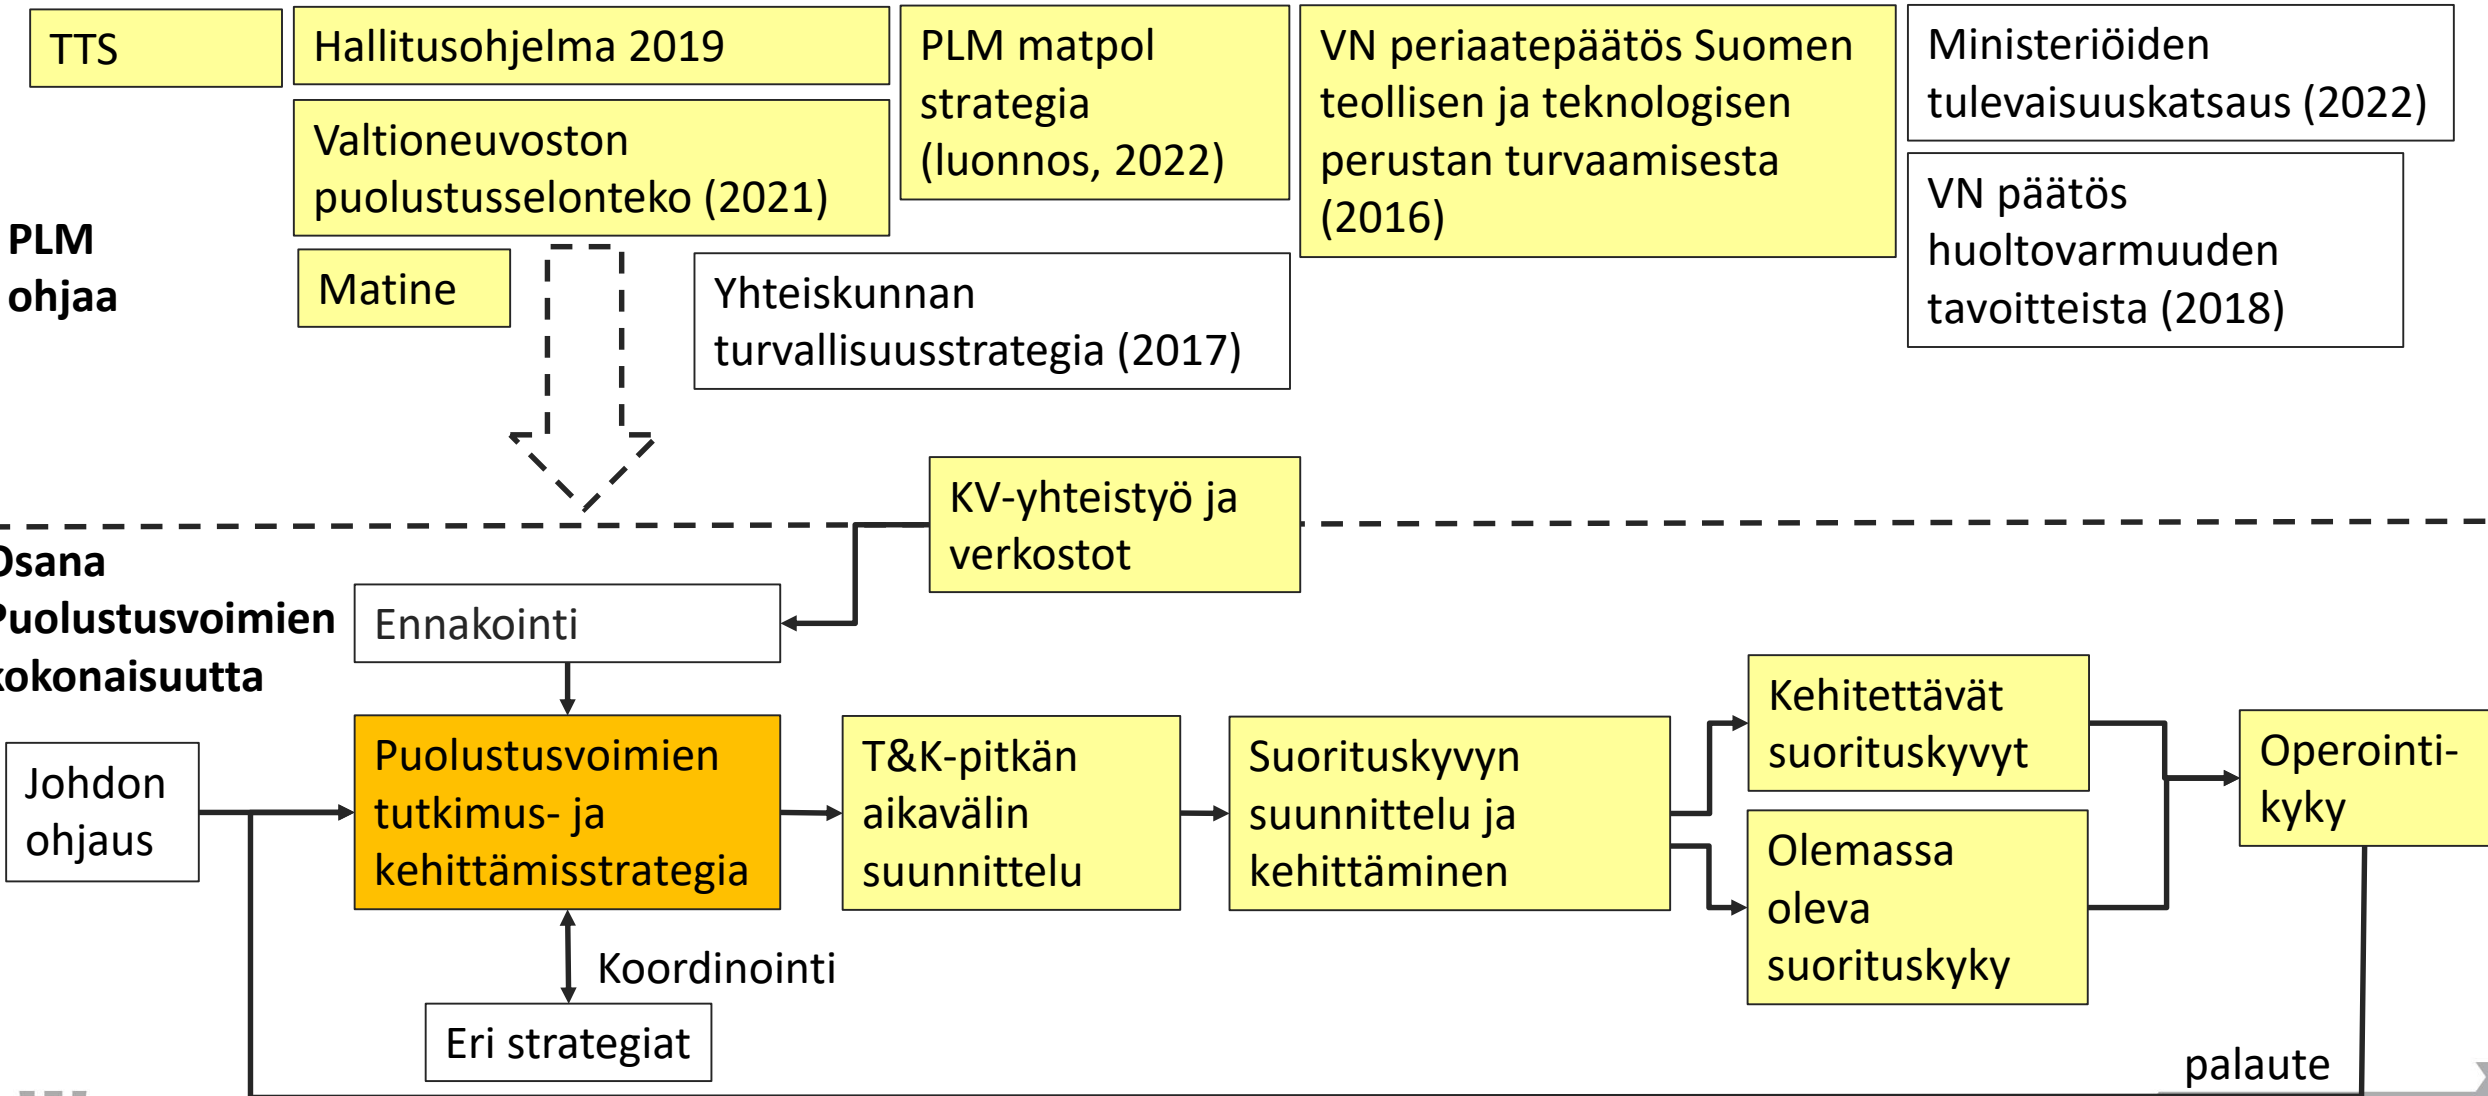 TTS
Hallitusohjelma 2019
Valtioneuvoston
puolustusselonteko (2021)
PLM matpol
strategia
(luonnos, 2022)
VN periaatepäätös Suomen
teollisen ja teknologisen
perustan turvaamisesta
(2016)
Ministeriöiden
tulevaisuuskatsaus (2022)
VN päätös
huoltovarmuuden
tavoitteista (2018)
PLM
ohjaa
Matine
Yhteiskunnan
turvallisuusstrategia (2017)
KV-yhteistyö ja
verkostot
Osana
Puolustusvoimien
kokonaisuutta
Ennakointi
Johdon
ohjaus
Puolustusvoimien
tutkimus- ja
kehittämisstrategia
T&K-pitkän
aikavälin
suunnittelu
Suorituskyvyn
suunnittelu ja
kehittäminen
Kehitettävät
suorituskyvyt
Olemassa
oleva
suorituskyky
Operointi-
kyky
Koordinointi
Eri strategiat
palaute